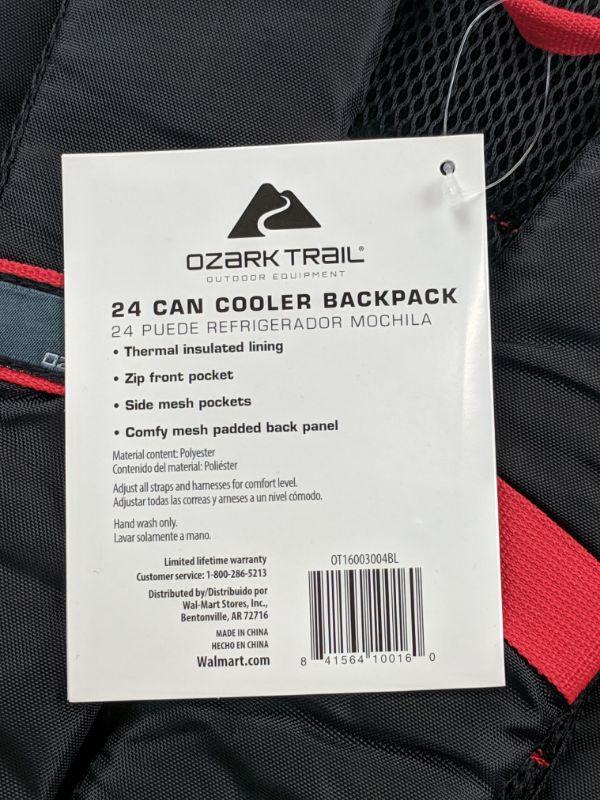 OZARK TRAIL®
OUTDOOR EQUIPMENT
24 CAN COOLER BACKPACK
24 PUEDE REFRIGERADOR MOCHILA
• Thermal insulated lining
• Zip front pocket
• Side mesh pockets
• Comfy mesh padded back panel
Material content: Polyester
Contenido del material: Poliéster
Adjust all straps and harnesses for comfort level.
Adjustar todas las correas y arneses a un nivel cómodo.
Hand wash only.
Lavar solamente a mano.
Limited lifetime warranty
Customer service: 1-800-286-5213
Distributed by/Distribuido por
Wal-Mart Stores, Inc.,
Bentonville, AR 72716
MADE IN CHINA
HECHO EN CHINA
Walmart.com
OT16003004BL
8 41564 10016 0